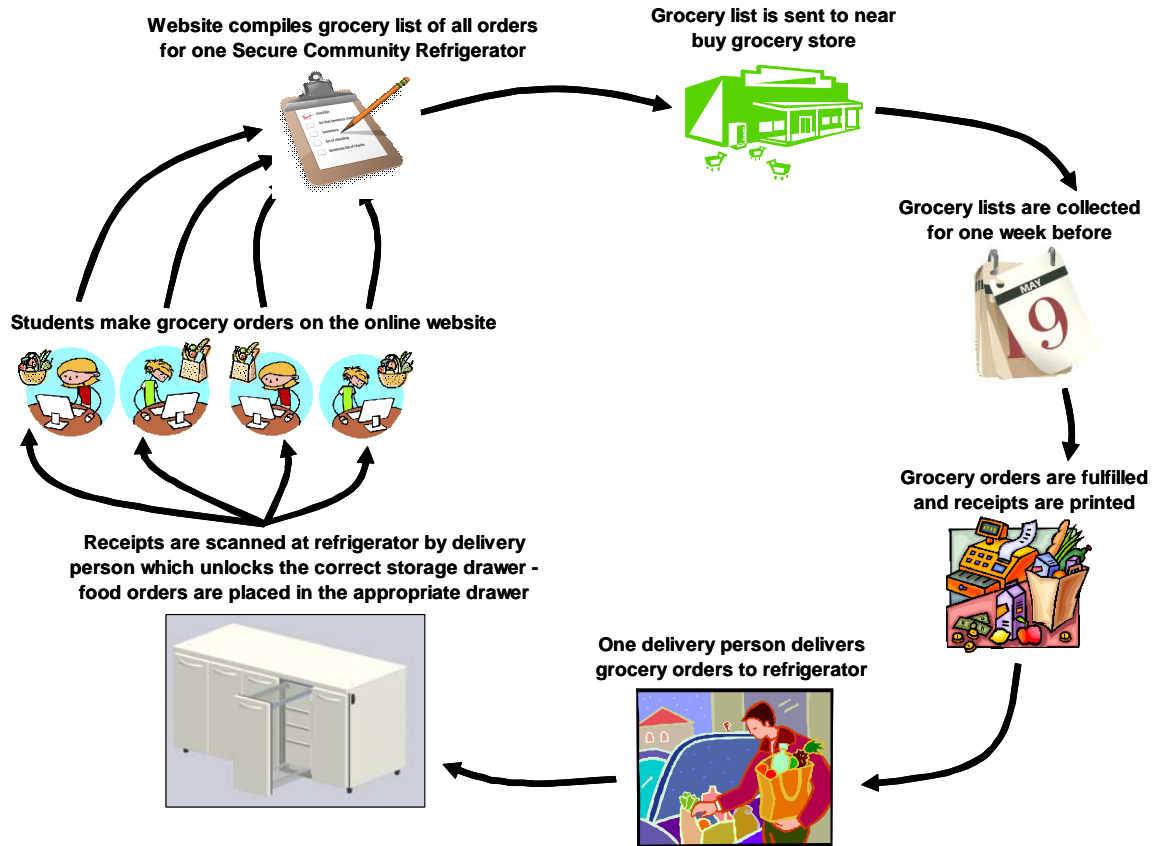 Website compiles grocery list of all orders
for one Secure Community Refrigerator
Grocery list is sent to near
buy grocery store
Grocery lists are collected
for one week before
MAY
9
Students make grocery orders on the online website
Grocery orders are fulfilled
and receipts are printed
Receipts are scanned at refrigerator by delivery
person which unlocks the correct storage drawer -
food orders are placed in the appropriate drawer
One delivery person delivers
grocery orders to refrigerator